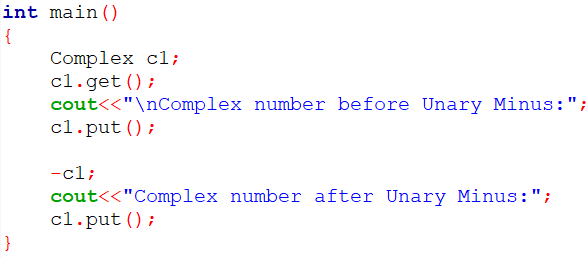 int main()
{
Complex c1;
c1.get();
cout<<"\nComplex number before Unary Minus:";
c1.put();
-c1;
cout<<"Complex number after Unary Minus:";
c1.put();
}